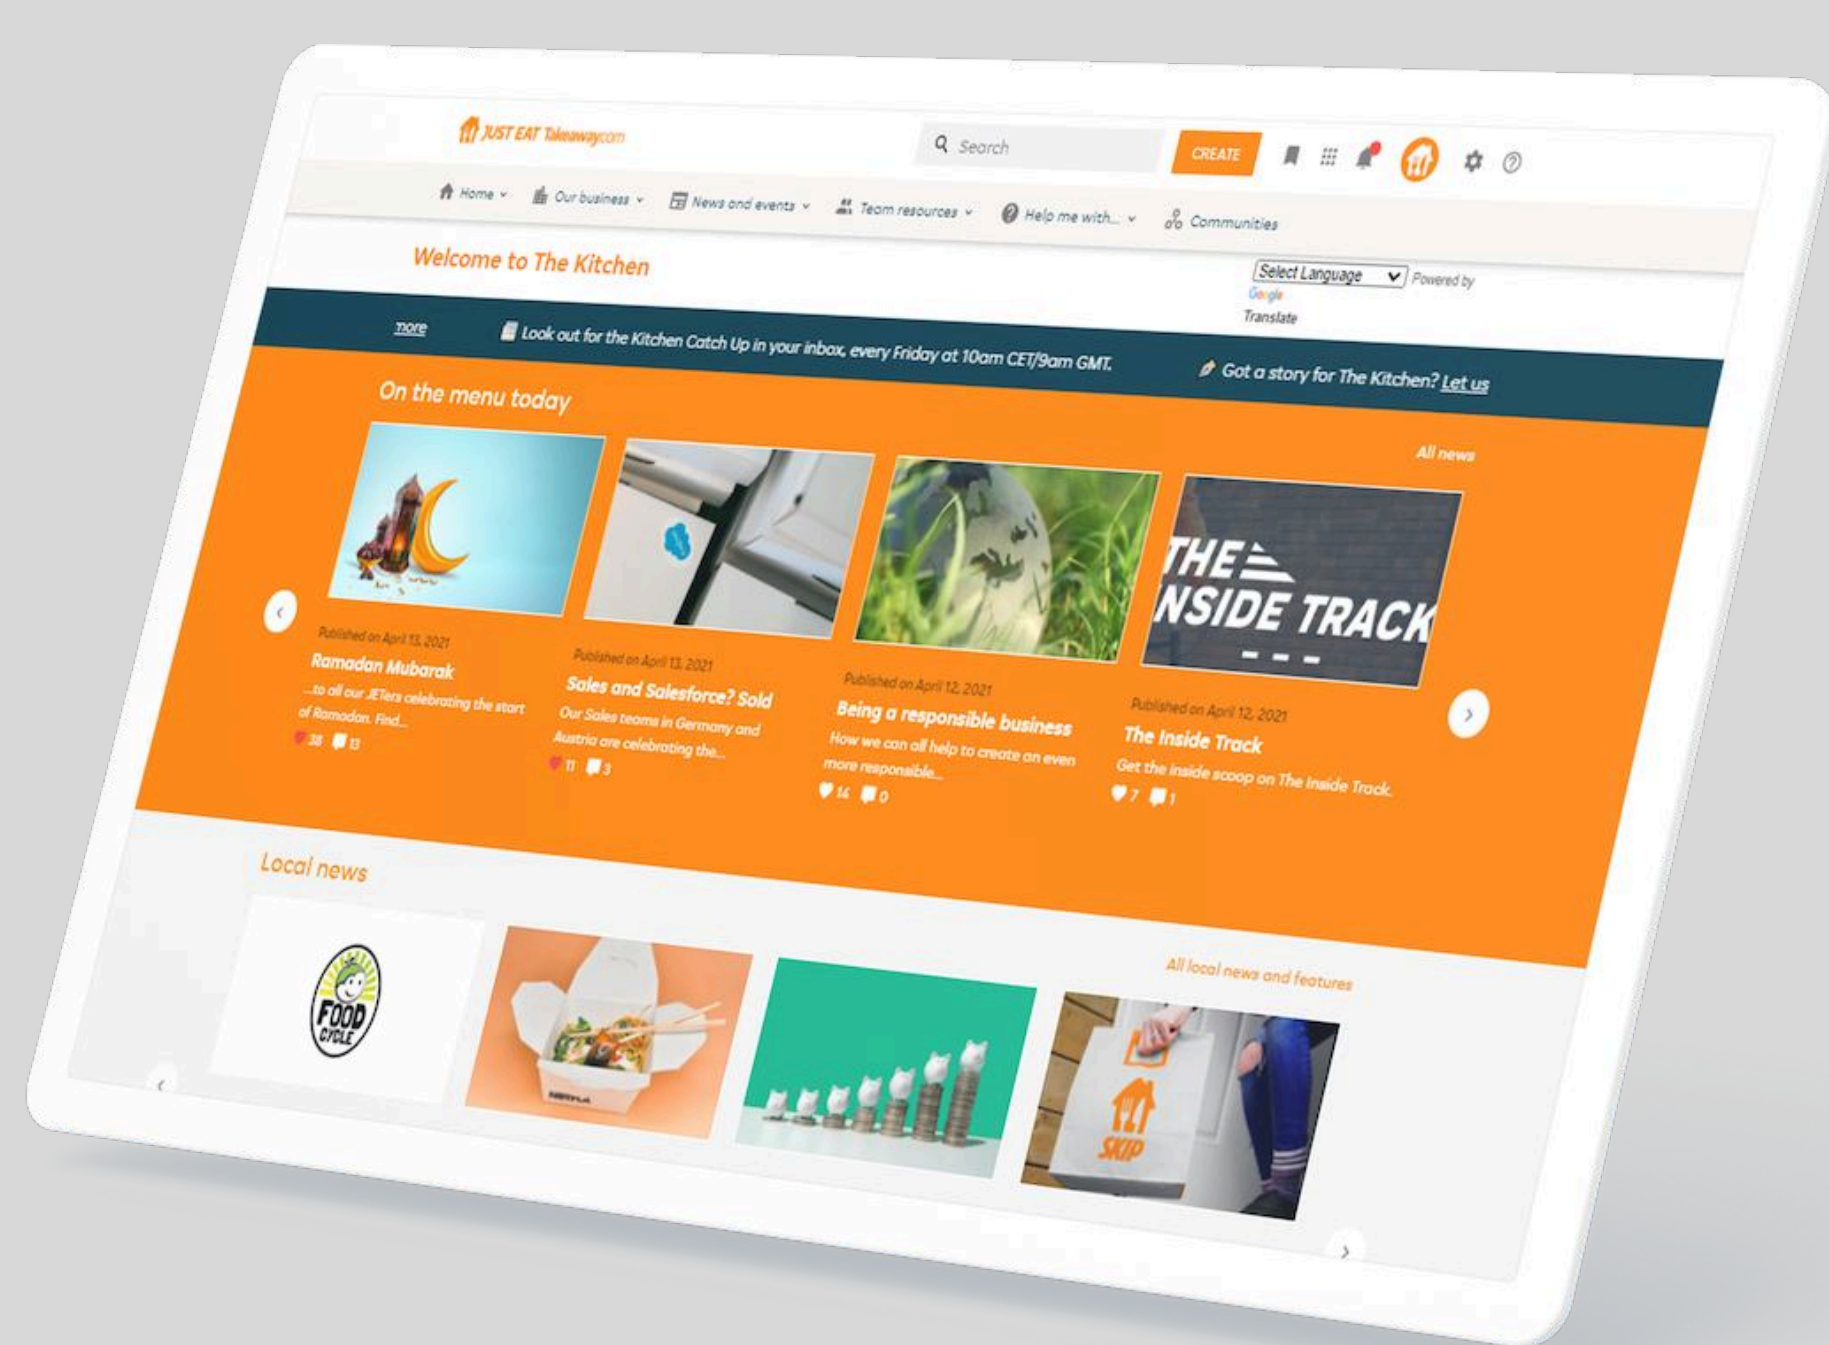 JUST EAT Takeaway.com
Search
CREATE
Home
Our business
News and events
Team resources
Help me with...
Communities
Welcome to The Kitchen
Select Language
Powered by
Google
Translate
more
Look out for the Kitchen Catch Up in your inbox, every Friday at 10am CET/9am GMT.
Got a story for The Kitchen? Let us
On the menu today
All news
THE
NSIDE TRACK
Published on April 13, 2021
Ramadan Mubarak
...to all our JETers celebrating the start
of Ramadan. Find...
38 13
Published on April 13, 2021
Sales and Salesforce? Sold
Our Sales teams in Germany and
Austria are celebrating the...
11 3
Published on April 12, 2021
Being a responsible business
How we can all help to create an even
more responsible...
14 0
Published on April 12, 2021
The Inside Track
Get the inside scoop on The Inside Track.
7 1
Local news
All local news and features
FOOD
CYCLE
SKIP